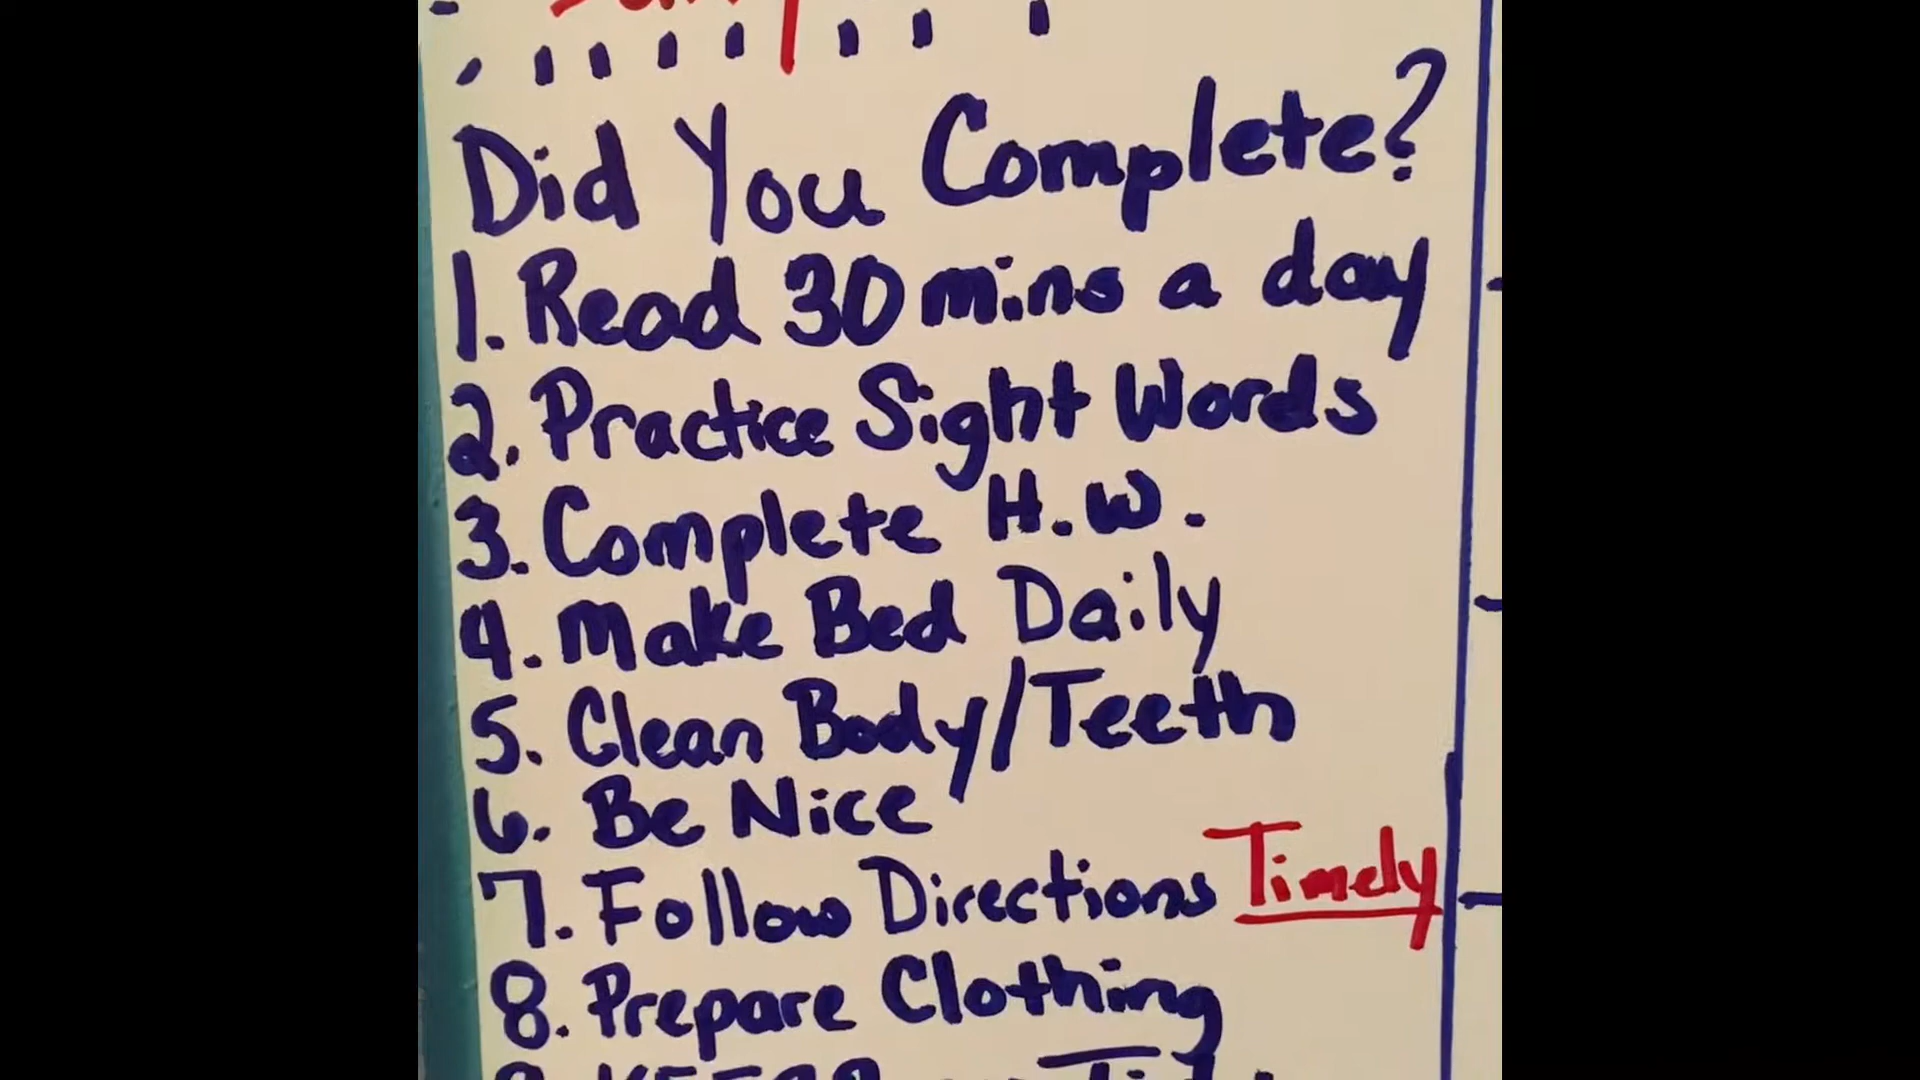 Did You Complete?
1. Read 30 mins a day
2. Practice Sight Words
3. Complete H.W.
4. Make Bed Daily
5. Clean Body/Teeth
6. Be Nice
7. Follow Directions Timely
8. Prepare Clothing